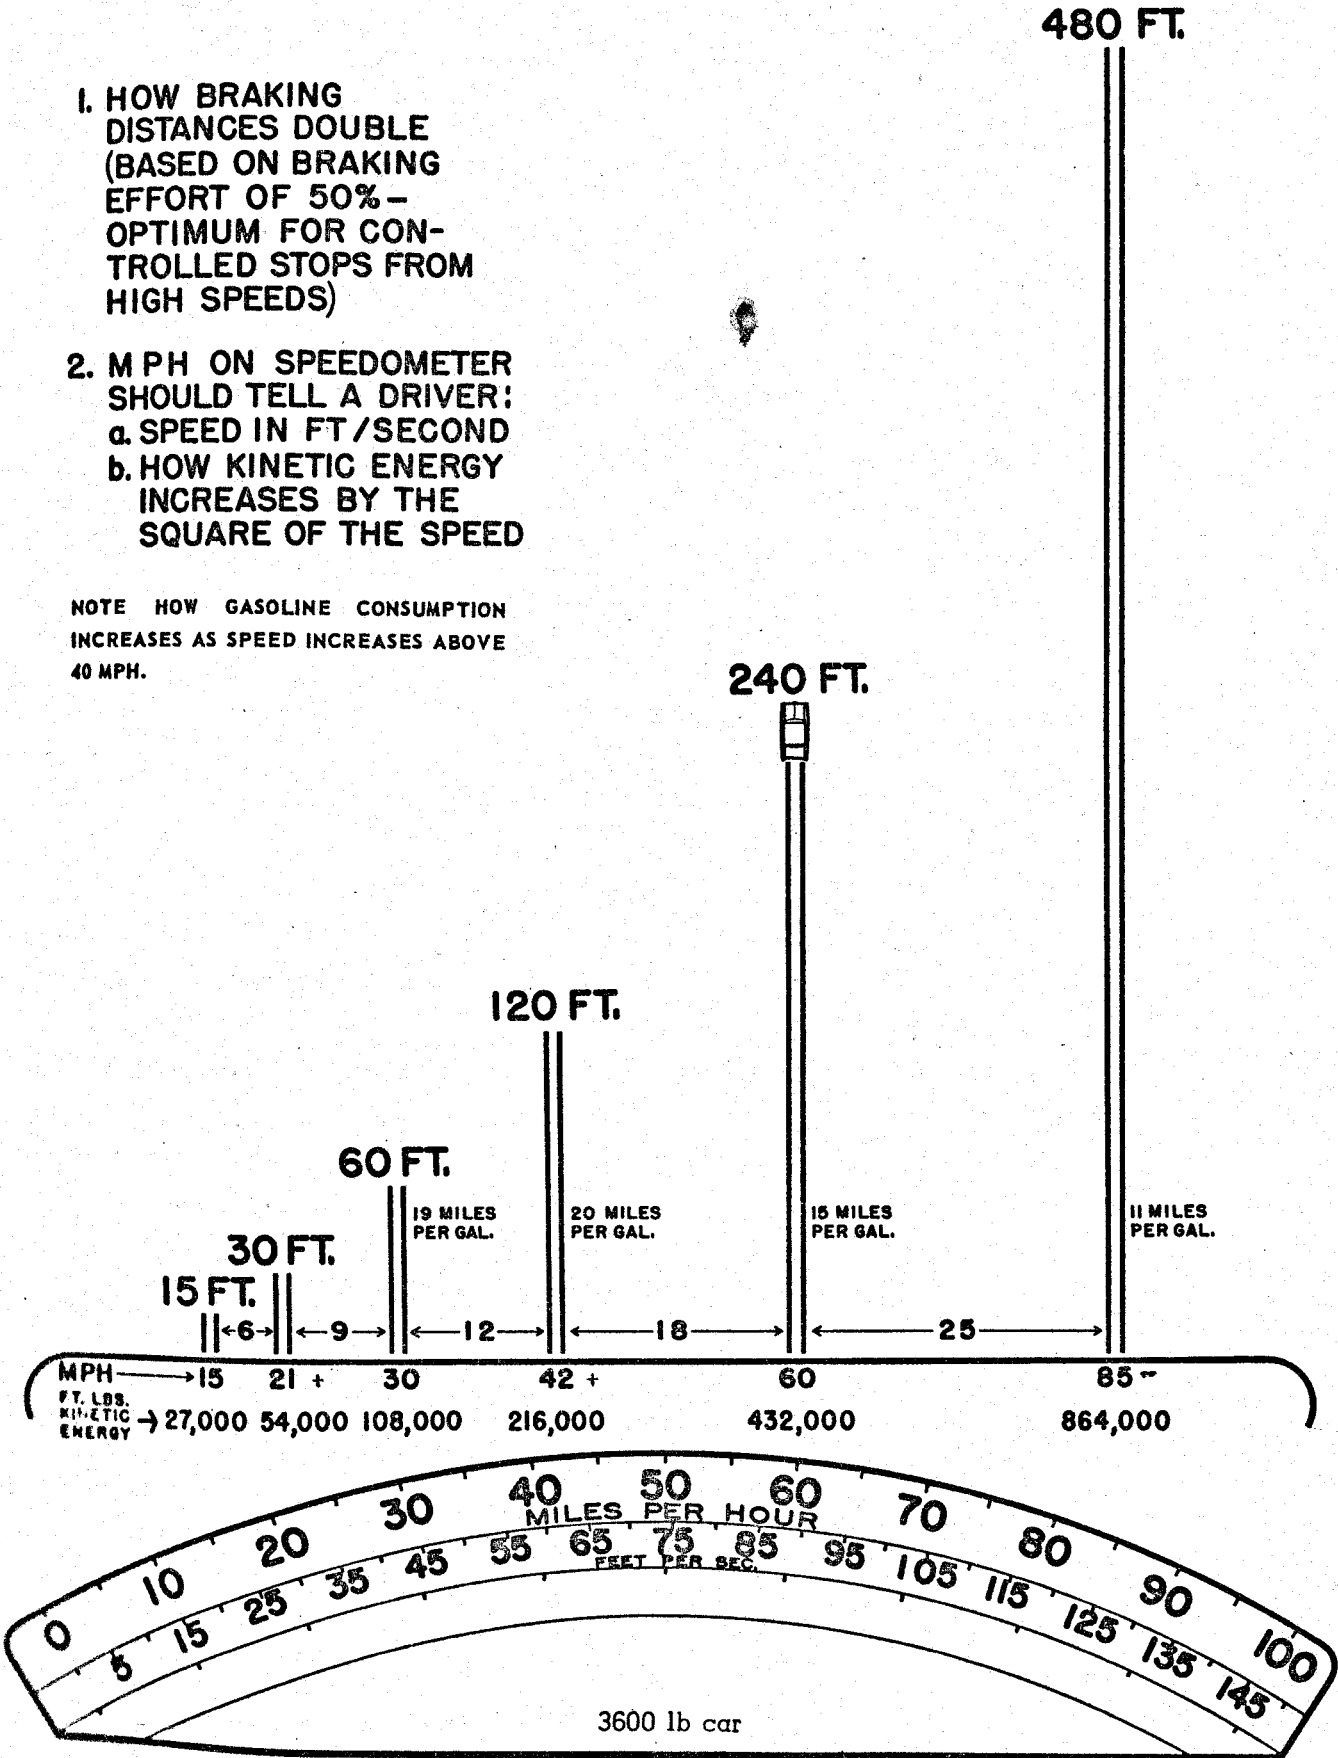 480 FT.
1. HOW BRAKING
DISTANCES DOUBLE
(BASED ON BRAKING
EFFORT OF 50%–
OPTIMUM FOR CON-
TROLLED STOPS FROM
HIGH SPEEDS)
2. MPH ON SPEEDOMETER
SHOULD TELL A DRIVER:
a. SPEED IN FT/SECOND
b. HOW KINETIC ENERGY
INCREASES BY THE
SQUARE OF THE SPEED
NOTE HOW GASOLINE CONSUMPTION
INCREASES AS SPEED INCREASES ABOVE
40 MPH.
240 FT.
120 FT.
60 FT.
19 MILES
PER GAL.
20 MILES
PER GAL.
15 MILES
PER GAL.
11 MILES
PER GAL.
30 FT.
15 FT.
6 9 12 18 25
MPH 15 21 + 30 42 + 60 85 -
FT. LBS.
KINETIC
ENERGY
27,000 54,000 108,000 216,000 432,000 864,000
0 10 20 30 40 50 60 70 80 90 100
MILES PER HOUR
5 15 25 35 45 55 65 75 85 95 105 115 125 135 145
FEET PER SEC.
3600 lb car